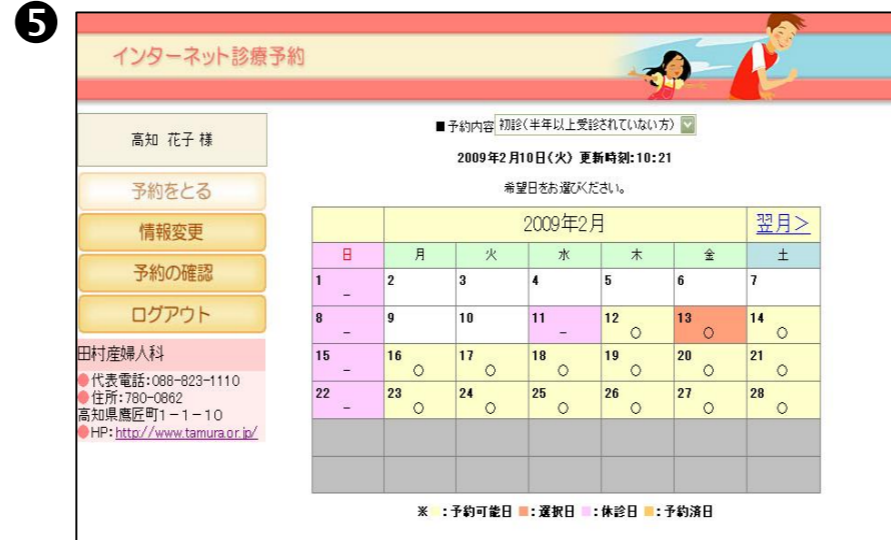 ❺
インターネット診療予約
高知 花子 様
予約をとる
情報変更
予約の確認
ログアウト
田村産婦人科
●代表電話:088-823-1110
●住所:780-0862
高知県鷹匠町1-1-10
●HP:http://www.tamura.or.jp/
■予約内容 初診(半年以上受診されていない方)
2009年2月10日(火) 更新時刻:10:21
希望日をお選びください。
2009年2月 翌月＞
日 月 火 水 木 金 土
1 2 3 4 5 6 7
－
8 9 10 11 12 13 14
－ － ○ ○ ○
15 16 17 18 19 20 21
－ ○ ○ ○ ○ ○ ○
22 23 24 25 26 27 28
－ ○ ○ ○ ○ ○ ○
※ ■:予約可能日 ■:選択日 ■:休診日 ■:予約済日